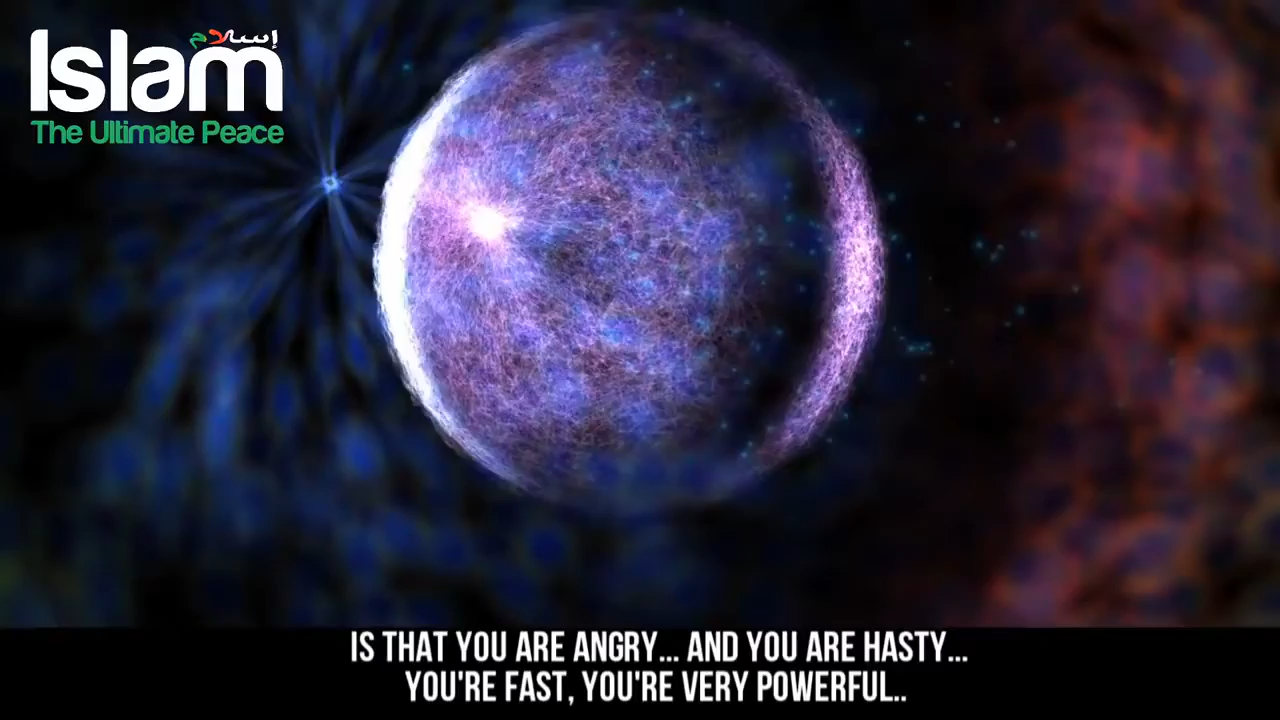 إسلام
Islam
The Ultimate Peace
IS THAT YOU ARE ANGRY... AND YOU ARE HASTY...
YOU'RE FAST, YOU'RE VERY POWERFUL..